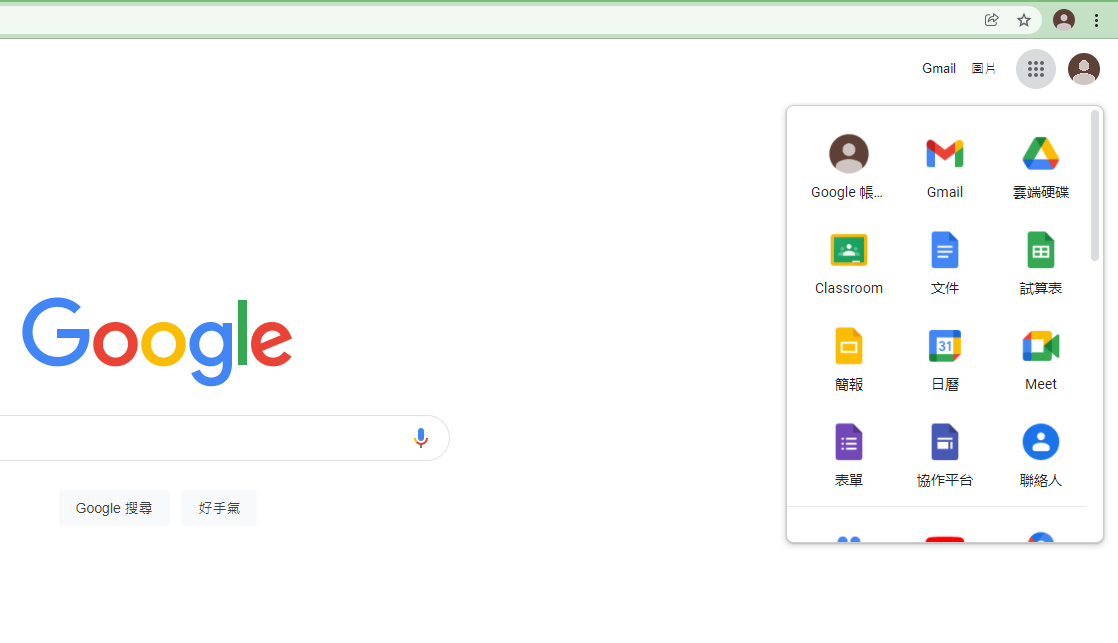 Gmail 圖片
Google 帳... Gmail 雲端硬碟
Classroom 文件 試算表
31
簡報 日曆 Meet
表單 協作平台 聯絡人
Google
Google 搜尋 好手氣